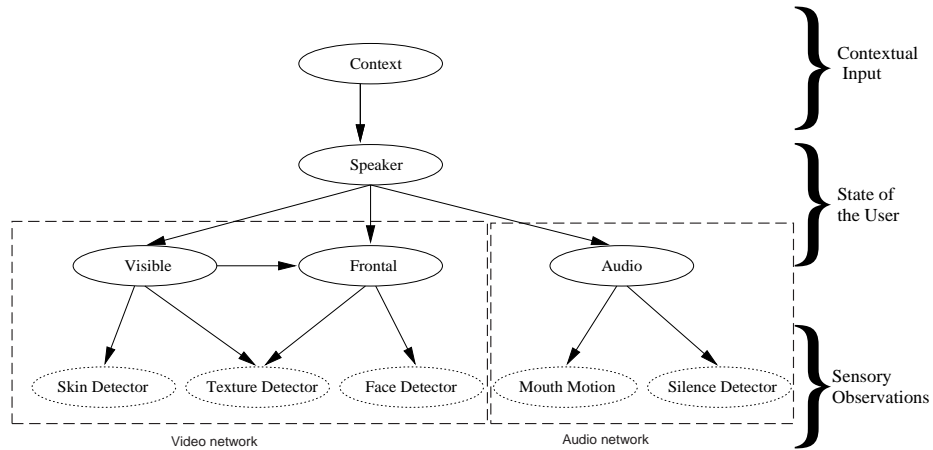 Context
Contextual
Input
Speaker
State of
the User
Visible
Frontal
Audio
Skin Detector
Texture Detector
Face Detector
Mouth Motion
Silence Detector
Sensory
Observations
Video network
Audio network